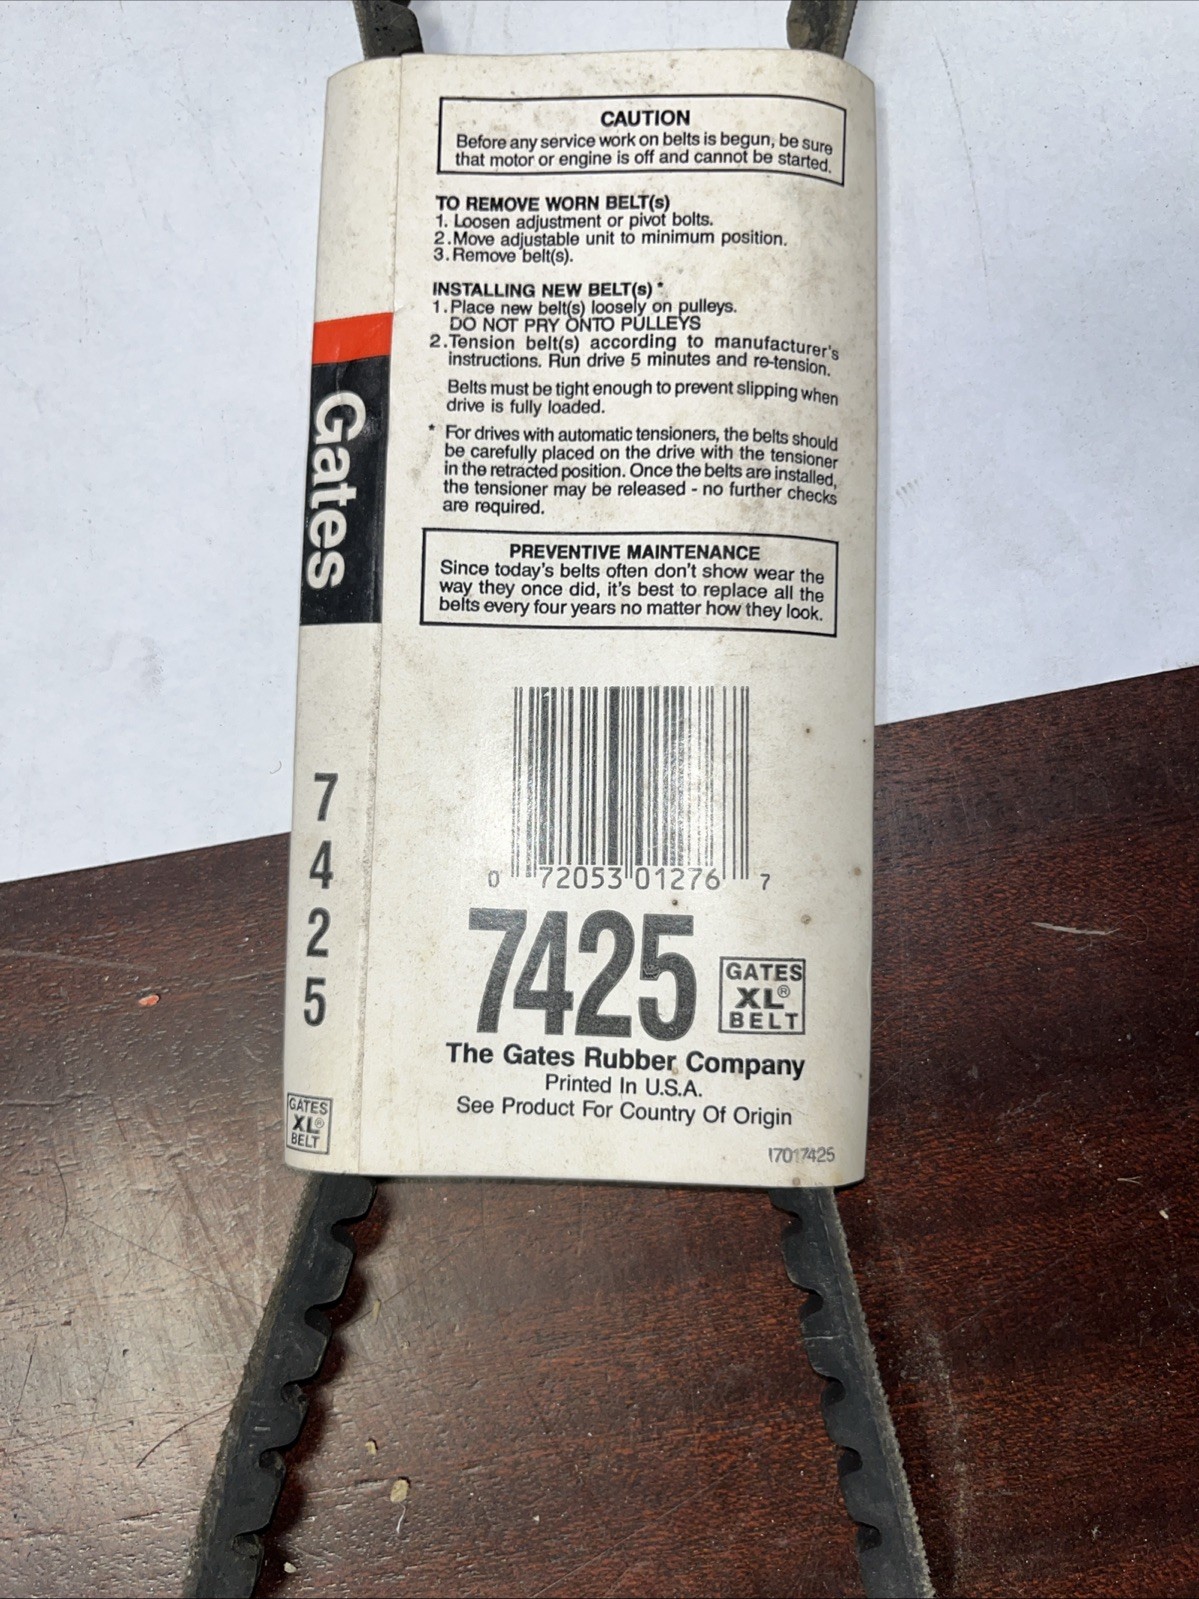 CAUTION
Before any service work on belts is begun, be sure
that motor or engine is off and cannot be started.
TO REMOVE WORN BELT(s)
1. Loosen adjustment or pivot bolts.
2. Move adjustable unit to minimum position.
3. Remove belt(s).
INSTALLING NEW BELT(s) *
1. Place new belt(s) loosely on pulleys.
DO NOT PRY ONTO PULLEYS
2. Tension belt(s) according to manufacturer's
instructions. Run drive 5 minutes and re-tension.
Belts must be tight enough to prevent slipping when
drive is fully loaded.
* For drives with automatic tensioners, the belts should
be carefully placed on the drive with the tensioner
in the retracted position. Once the belts are installed,
the tensioner may be released - no further checks
are required.
PREVENTIVE MAINTENANCE
Since today's belts often don't show wear the
way they once did, it's best to replace all the
belts every four years no matter how they look.
0 72053 01276 7
7425
GATES
XL®
BELT
The Gates Rubber Company
Printed In U.S.A.
See Product For Country Of Origin
17017425
Gates
7
4
2
5
GATES
XL®
BELT